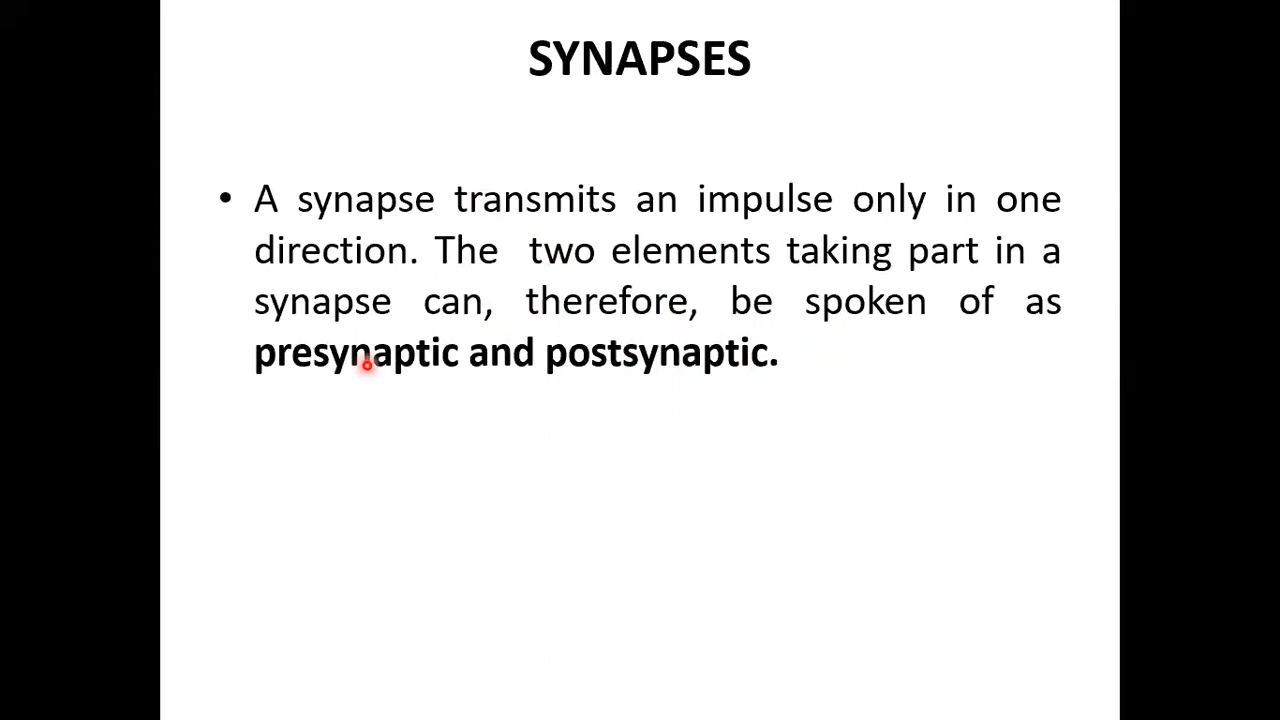 SYNAPSES
• A synapse transmits an impulse only in one
direction. The two elements taking part in a
synapse can, therefore, be spoken of as
presynaptic and postsynaptic.